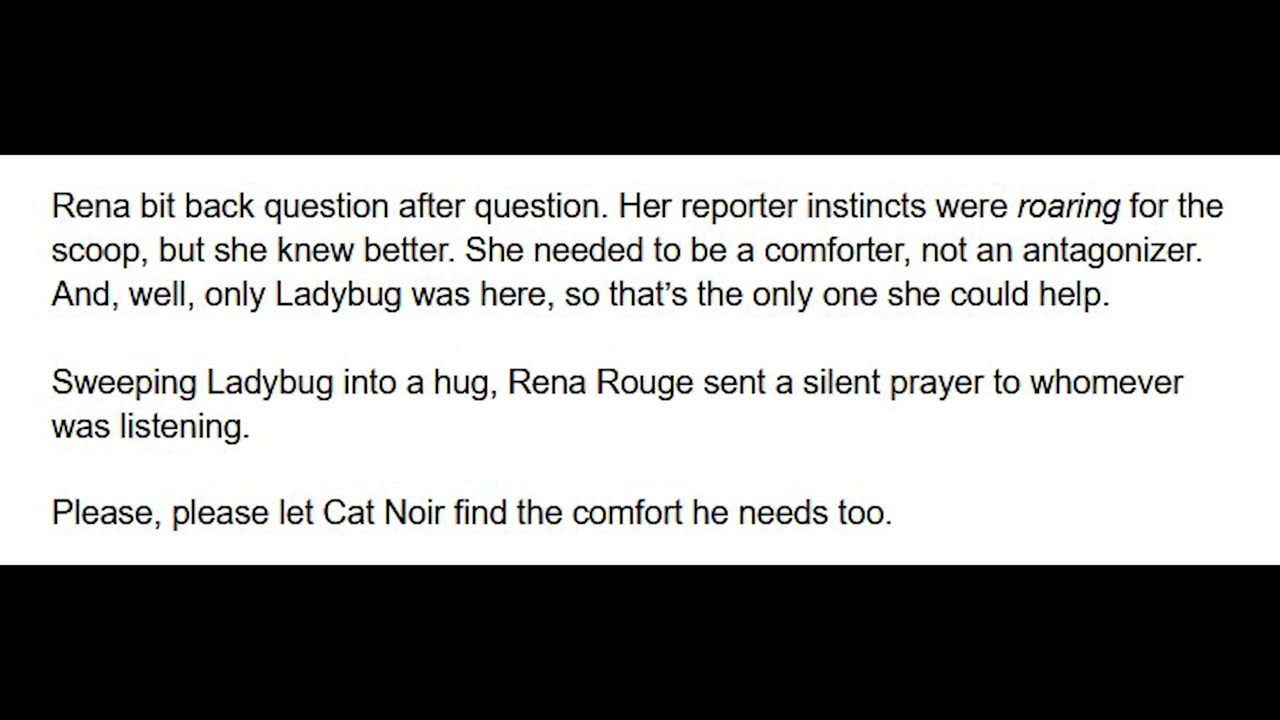 Rena bit back question after question. Her reporter instincts were roaring for the
scoop, but she knew better. She needed to be a comforter, not an antagonizer.
And, well, only Ladybug was here, so that’s the only one she could help.
Sweeping Ladybug into a hug, Rena Rouge sent a silent prayer to whomever
was listening.
Please, please let Cat Noir find the comfort he needs too.